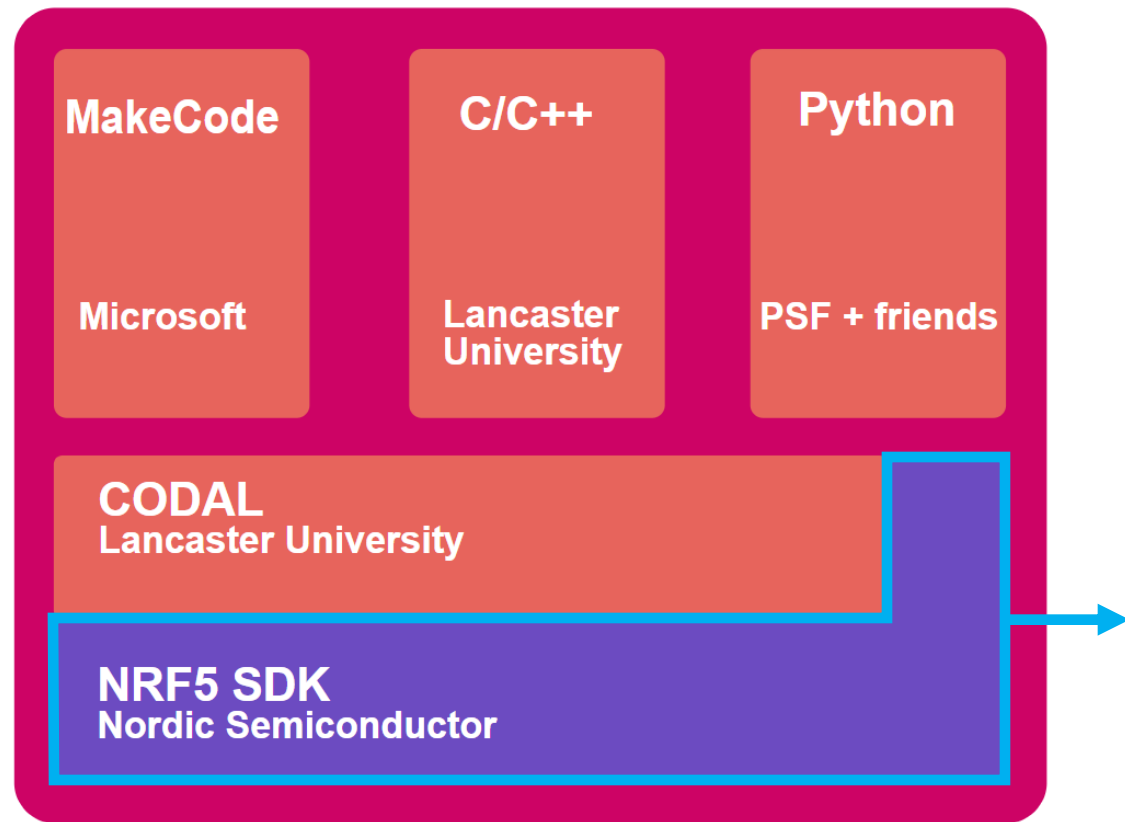 MakeCode
Microsoft
C/C++
Lancaster
University
Python
PSF + friends
CODAL
Lancaster University
NRF5 SDK
Nordic Semiconductor